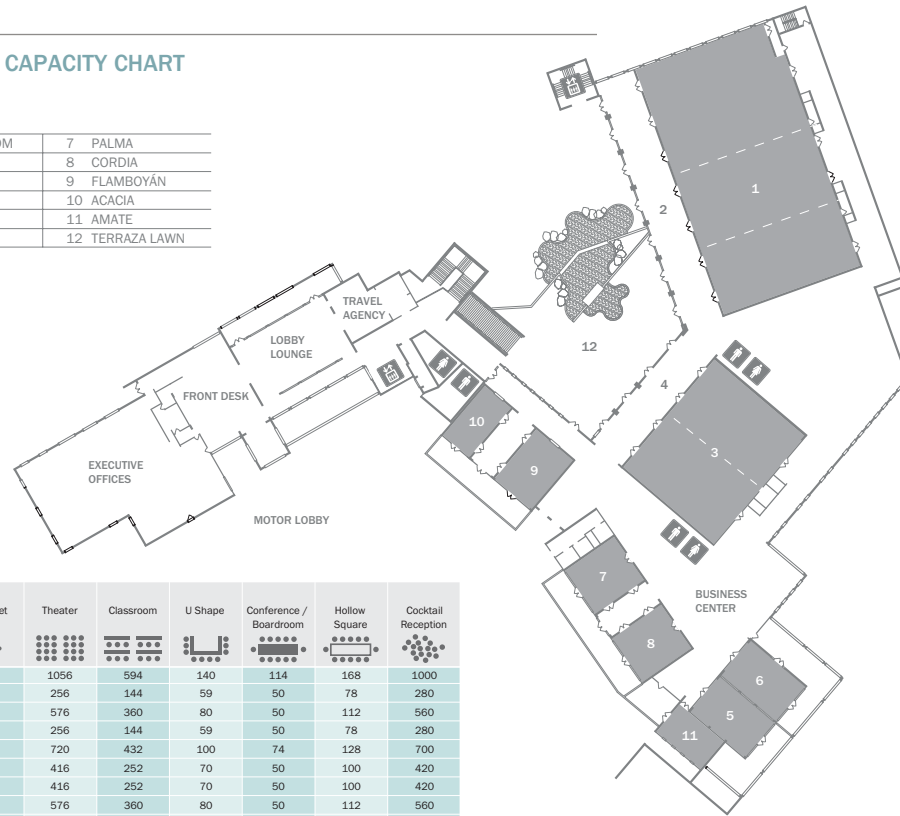 CAPACITY CHART
OM 7 PALMA
8 CORDIA
9 FLAMBOYÁN
10 ACACIA
11 AMATE
12 TERRAZA LAWN
1
2
TRAVEL
AGENCY
LOBBY
LOUNGE
12
4
FRONT DESK
10
3
EXECUTIVE
OFFICES
9
MOTOR LOBBY
7
BUSINESS
CENTER
8
6
5
11
et Theater Classroom U Shape Conference / Boardroom Hollow Square Cocktail Reception
1056 594 140 114 168 1000
256 144 59 50 78 280
576 360 80 50 112 560
256 144 59 50 78 280
720 432 100 74 128 700
416 252 70 50 100 420
416 252 70 50 100 420
576 360 80 50 112 560